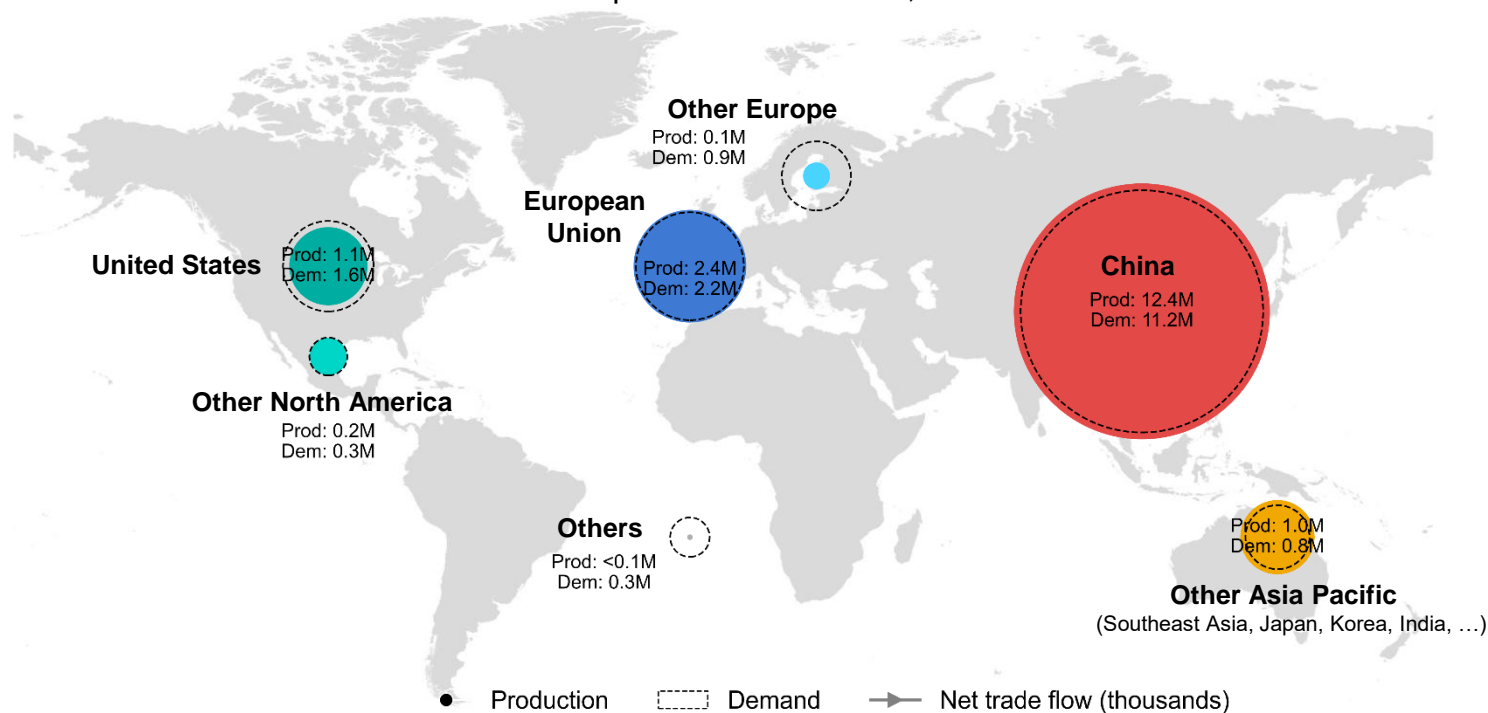 Other Europe
Prod: 0.1M
Dem: 0.9M
European
Union
Prod: 2.4M
Dem: 2.2M
United States
Prod: 1.1M
Dem: 1.6M
China
Prod: 12.4M
Dem: 11.2M
Other North America
Prod: 0.2M
Dem: 0.3M
Others
Prod: <0.1M
Dem: 0.3M
Prod: 1.0M
Dem: 0.8M
Other Asia Pacific
(Southeast Asia, Japan, Korea, India, …)
Production
Demand
Net trade flow (thousands)